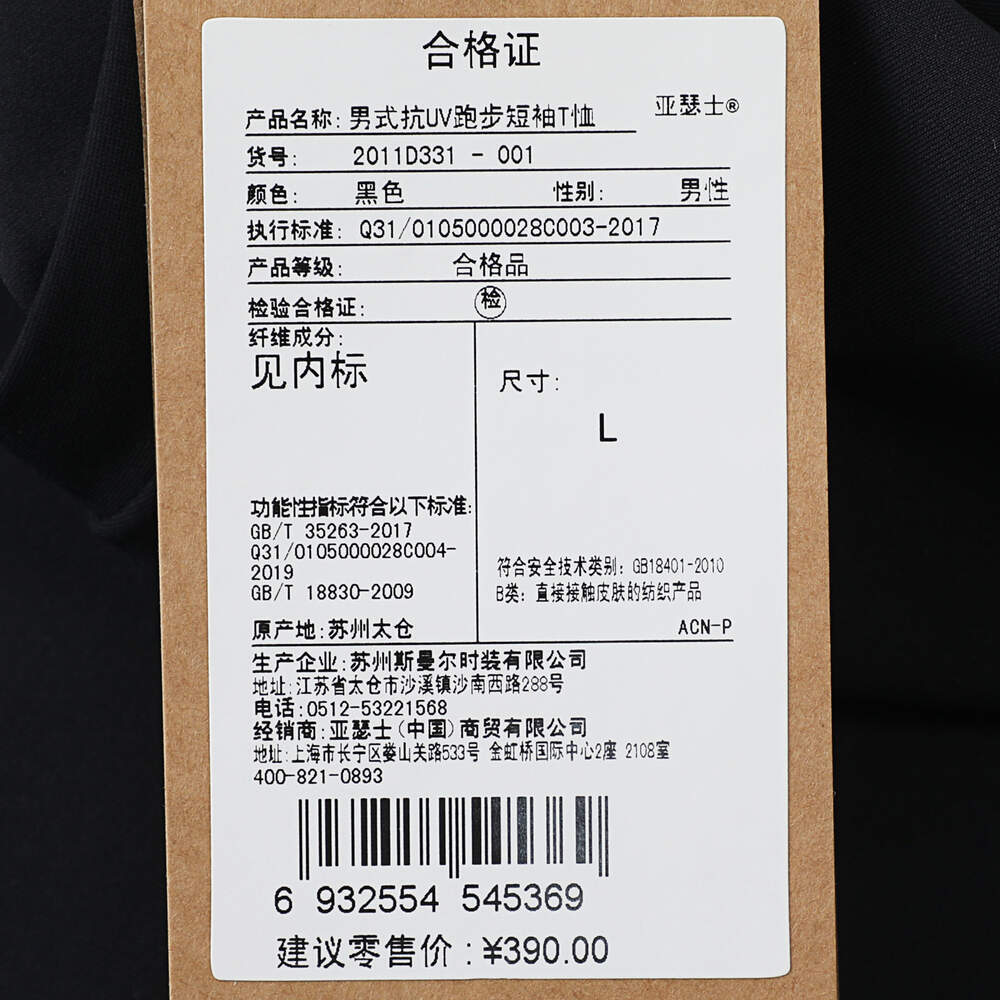 合格证
亚瑟士®
产品名称: 男式抗UV跑步短袖T恤
货号: 2011D331 - 001
颜色: 黑色 性别: 男性
执行标准: Q31/0105000028C003-2017
产品等级: 合格品
检验合格证: 检
纤维成分:
见内标
尺寸:
L
功能性指标符合以下标准:
GB/T 35263-2017
Q31/0105000028C004-
2019
GB/T 18830-2009
符合安全技术类别: GB18401-2010
B类: 直接接触皮肤的纺织产品
原产地: 苏州太仓
ACN-P
生产企业: 苏州斯曼尔时装有限公司
地址: 江苏省太仓市沙溪镇沙南西路288号
电话: 0512-53221568
经销商: 亚瑟士(中国)商贸有限公司
地址: 上海市长宁区娄山关路533号 金虹桥国际中心2座 2108室
400-821-0893
6 932554 545369
建议零售价: ¥390.00